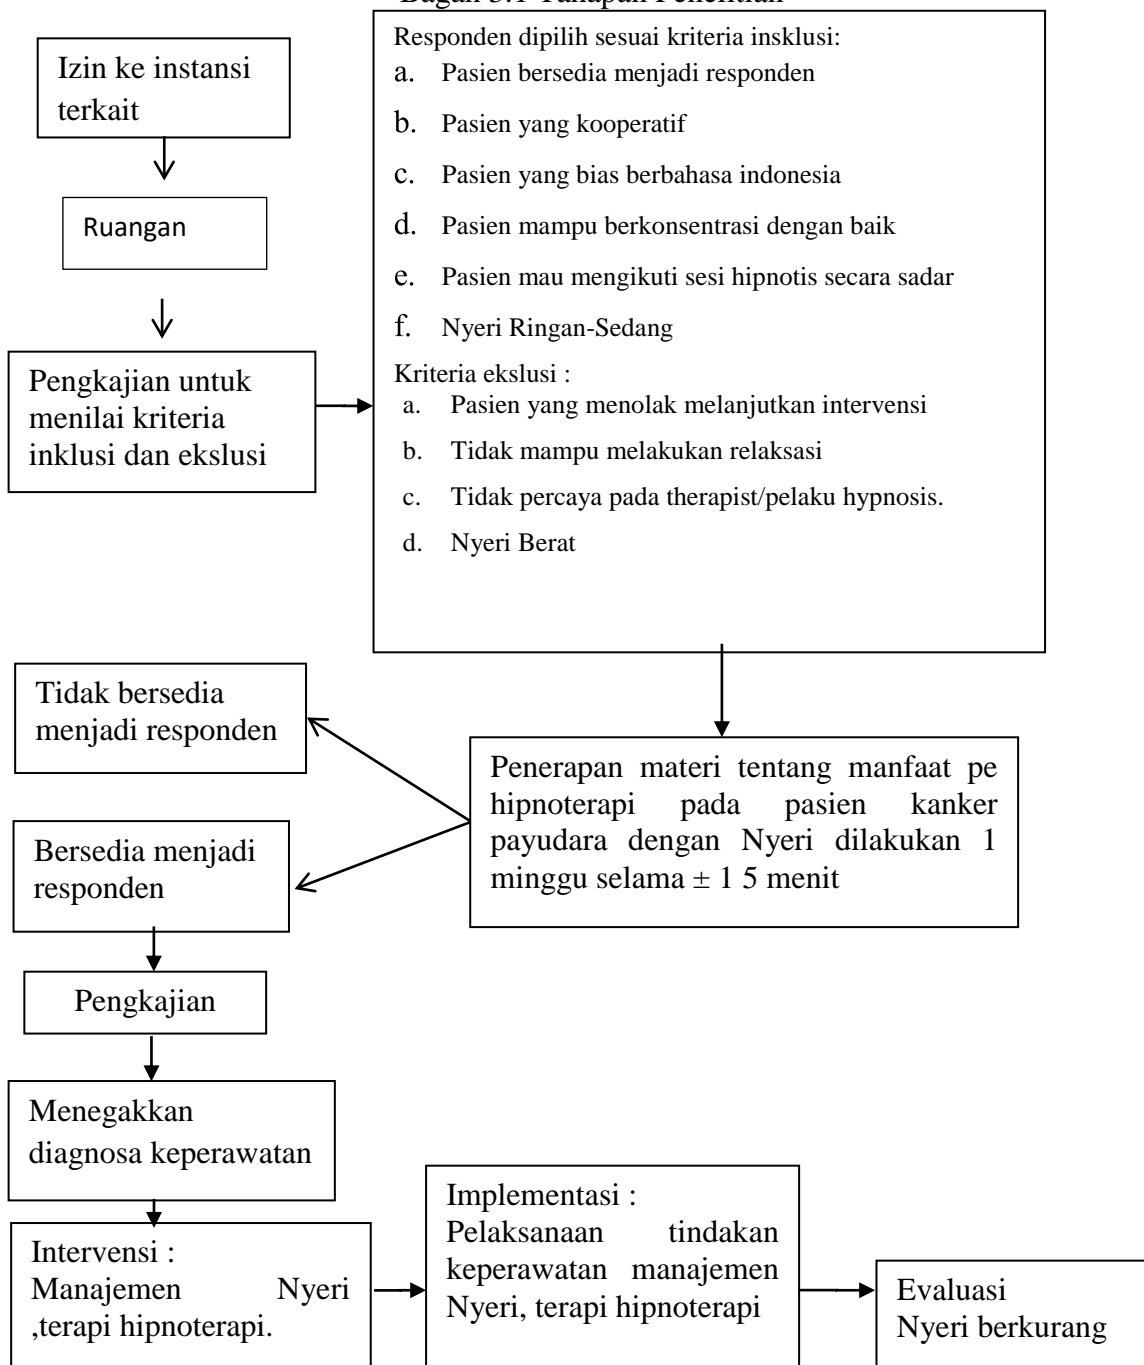 Bagan 3.1 Tahapan Penelitian
Izin ke instansi
terkait
Ruangan
Pengkajian untuk
menilai kriteria
inklusi dan ekslusi
Responden dipilih sesuai kriteria insklusi:
a. Pasien bersedia menjadi responden
b. Pasien yang kooperatif
c. Pasien yang bias berbahasa indonesia
d. Pasien mampu berkonsentrasi dengan baik
e. Pasien mau mengikuti sesi hipnotis secara sadar
f. Nyeri Ringan-Sedang
Kriteria ekslusi :
a. Pasien yang menolak melanjutkan intervensi
b. Tidak mampu melakukan relaksasi
c. Tidak percaya pada therapist/pelaku hypnosis.
d. Nyeri Berat
Penerapan materi tentang manfaat pe
hipnoterapi pada pasien kanker
payudara dengan Nyeri dilakukan 1
minggu selama ± 1 5 menit
Tidak bersedia
menjadi responden
Bersedia menjadi
responden
Pengkajian
Menegakkan
diagnosa keperawatan
Intervensi :
Manajemen Nyeri
,terapi hipnoterapi.
Implementasi :
Pelaksanaan tindakan
keperawatan manajemen
Nyeri, terapi hipnoterapi
Evaluasi
Nyeri berkurang